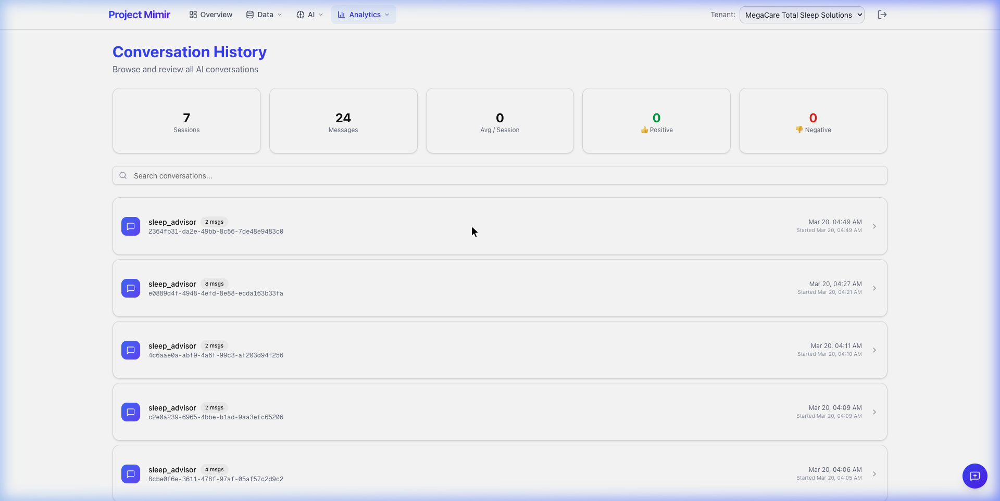 Project Mimir
Overview
Data
AI
Analytics
Tenant:
MegaCare Total Sleep Solutions
Conversation History
Browse and review all AI conversations
7
Sessions
24
Messages
0
Avg / Session
0
👍 Positive
0
👎 Negative
Search conversations...
sleep_advisor 2 msgs
2364fb31-da2e-49bb-8c56-7de48e9483c0
Mar 20, 04:49 AM
Started Mar 20, 04:49 AM
sleep_advisor 8 msgs
e0889d4f-4948-4efd-8e88-ecda163b33fa
Mar 20, 04:27 AM
Started Mar 20, 04:21 AM
sleep_advisor 2 msgs
4c6aae0a-abf9-4a6f-99c3-af203d94f256
Mar 20, 04:11 AM
Started Mar 20, 04:10 AM
sleep_advisor 2 msgs
c2e0a239-6965-4bbe-b1ad-9aa3efc65206
Mar 20, 04:09 AM
Started Mar 20, 04:09 AM
sleep_advisor 4 msgs
8cbe0f6e-3611-478f-97af-05af57c2d9c2
Mar 20, 04:06 AM
Started Mar 20, 04:05 AM